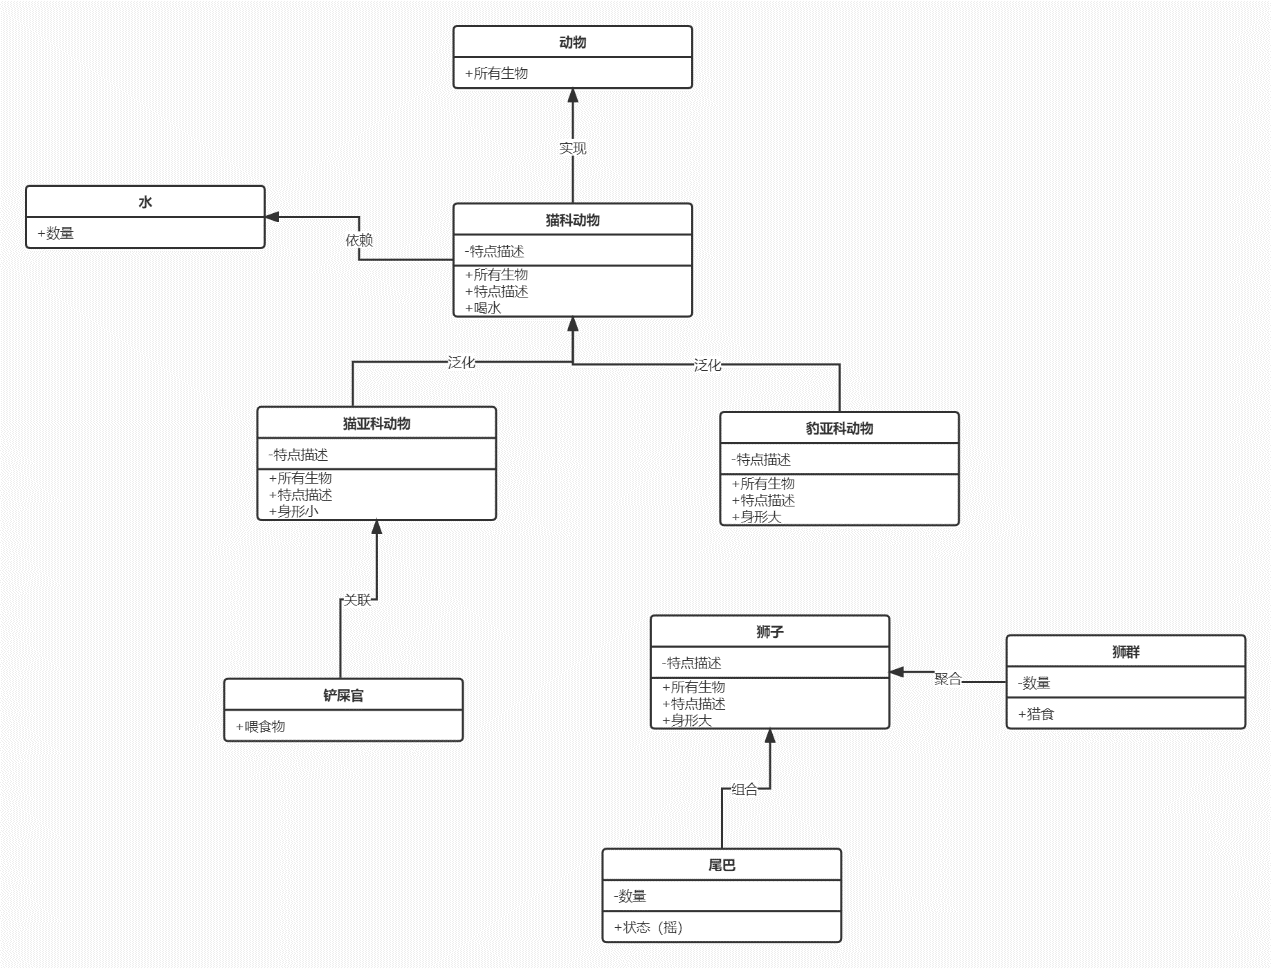 动物
+所有生物
实现
水
+数量
依赖
猫科动物
-特点描述
+所有生物
+特点描述
+喝水
泛化
泛化
猫亚科动物
-特点描述
+所有生物
+特点描述
+身形小
豹亚科动物
-特点描述
+所有生物
+特点描述
+身形大
关联
铲屎官
+喂食物
狮子
-特点描述
+所有生物
+特点描述
+身形大
聚合
狮群
-数量
+猎食
组合
尾巴
-数量
+状态（摇）